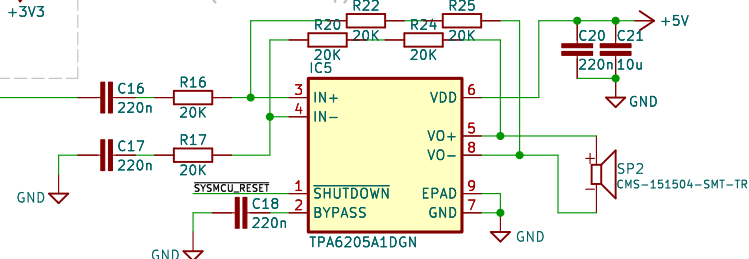 +3V3
R22
R25
20K
20K
R20
R24
20K
20K
+5V
C20
220n
C21
10u
GND
IC5
C16
220n
R16
20K
3
IN+
4
IN-
VDD
6
C17
220n
R17
20K
VO+
5
VO-
8
GND
SP2
CMS-151504-SMT-TR
+
−
SYSMCU_RESET
1
SHUTDOWN
EPAD
9
C18
220n
2
BYPASS
GND
7
GND
GND
TPA6205A1DGN